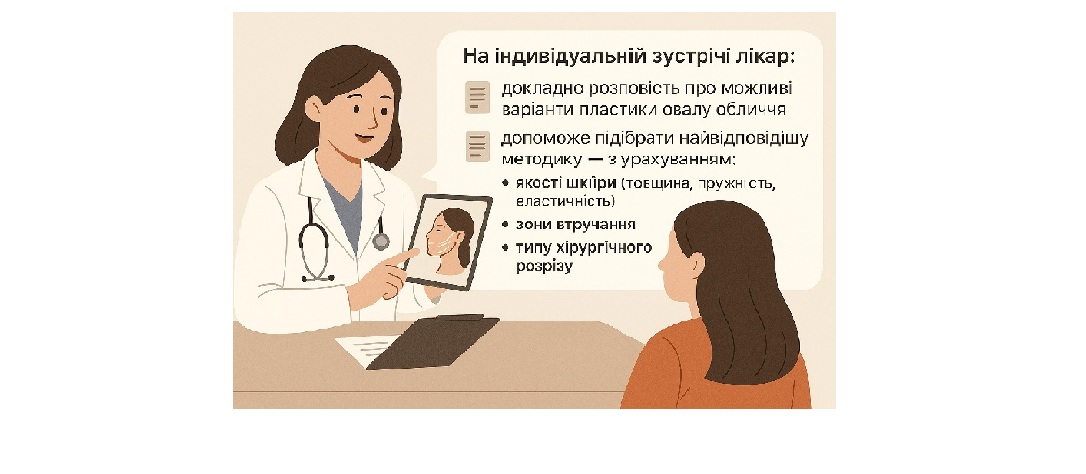 На індивідуальній зустрічі лікар:
докладно розповість про можливі
варіанти пластики овалу обличчя
допоможе підібрати найвідповідішу
методику — з урахуванням:
• якості шкіри (товщина, пружність,
еластичність)
• зони втручання
• типу хірургічного
розрізу